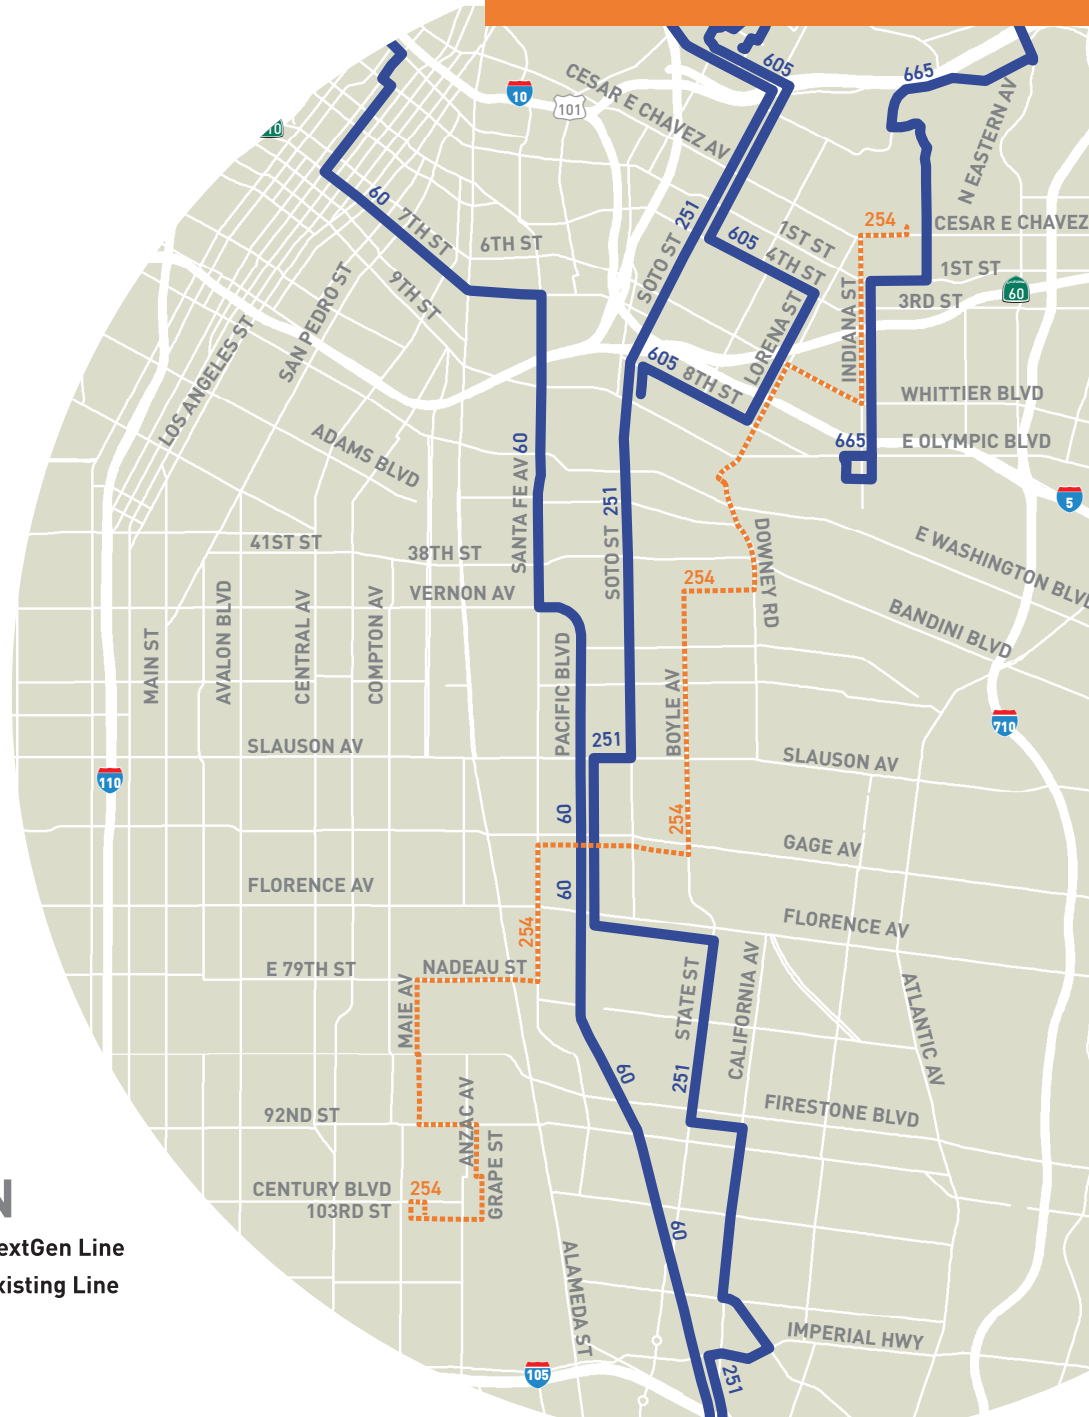 605
665
CESAR E CHAVEZ AV
10
101
10
N EASTERN AV
60
7TH ST
6TH ST
9TH ST
251
SOTO ST
605
1ST ST
4TH ST
254
CESAR E CHAVEZ
1ST ST
60
3RD ST
INDIANA ST
LORENA ST
SAN PEDRO ST
LOS ANGELES ST
605
8TH ST
WHITTIER BLVD
665
E OLYMPIC BLVD
ADAMS BLVD
60
SANTA FE AV
251
SOTO ST
5
41ST ST
38TH ST
VERNON AV
254
DOWNEY RD
E WASHINGTON BLVD
BANDINI BLVD
MAIN ST
AVALON BLVD
CENTRAL AV
COMPTON AV
PACIFIC BLVD
BOYLE AV
710
SLAUSON AV
251
SLAUSON AV
110
60
254
GAGE AV
FLORENCE AV
60
254
FLORENCE AV
E 79TH ST
NADEAU ST
MAIE AV
STATE ST
CALIFORNIA AV
ATLANTIC AV
60
251
92ND ST
ANZAC AV
GRAPE ST
FIRESTONE BLVD
CENTURY BLVD
254
103RD ST
60
N
extGen Line
xisting Line
ALAMEDA ST
IMPERIAL HWY
105
251